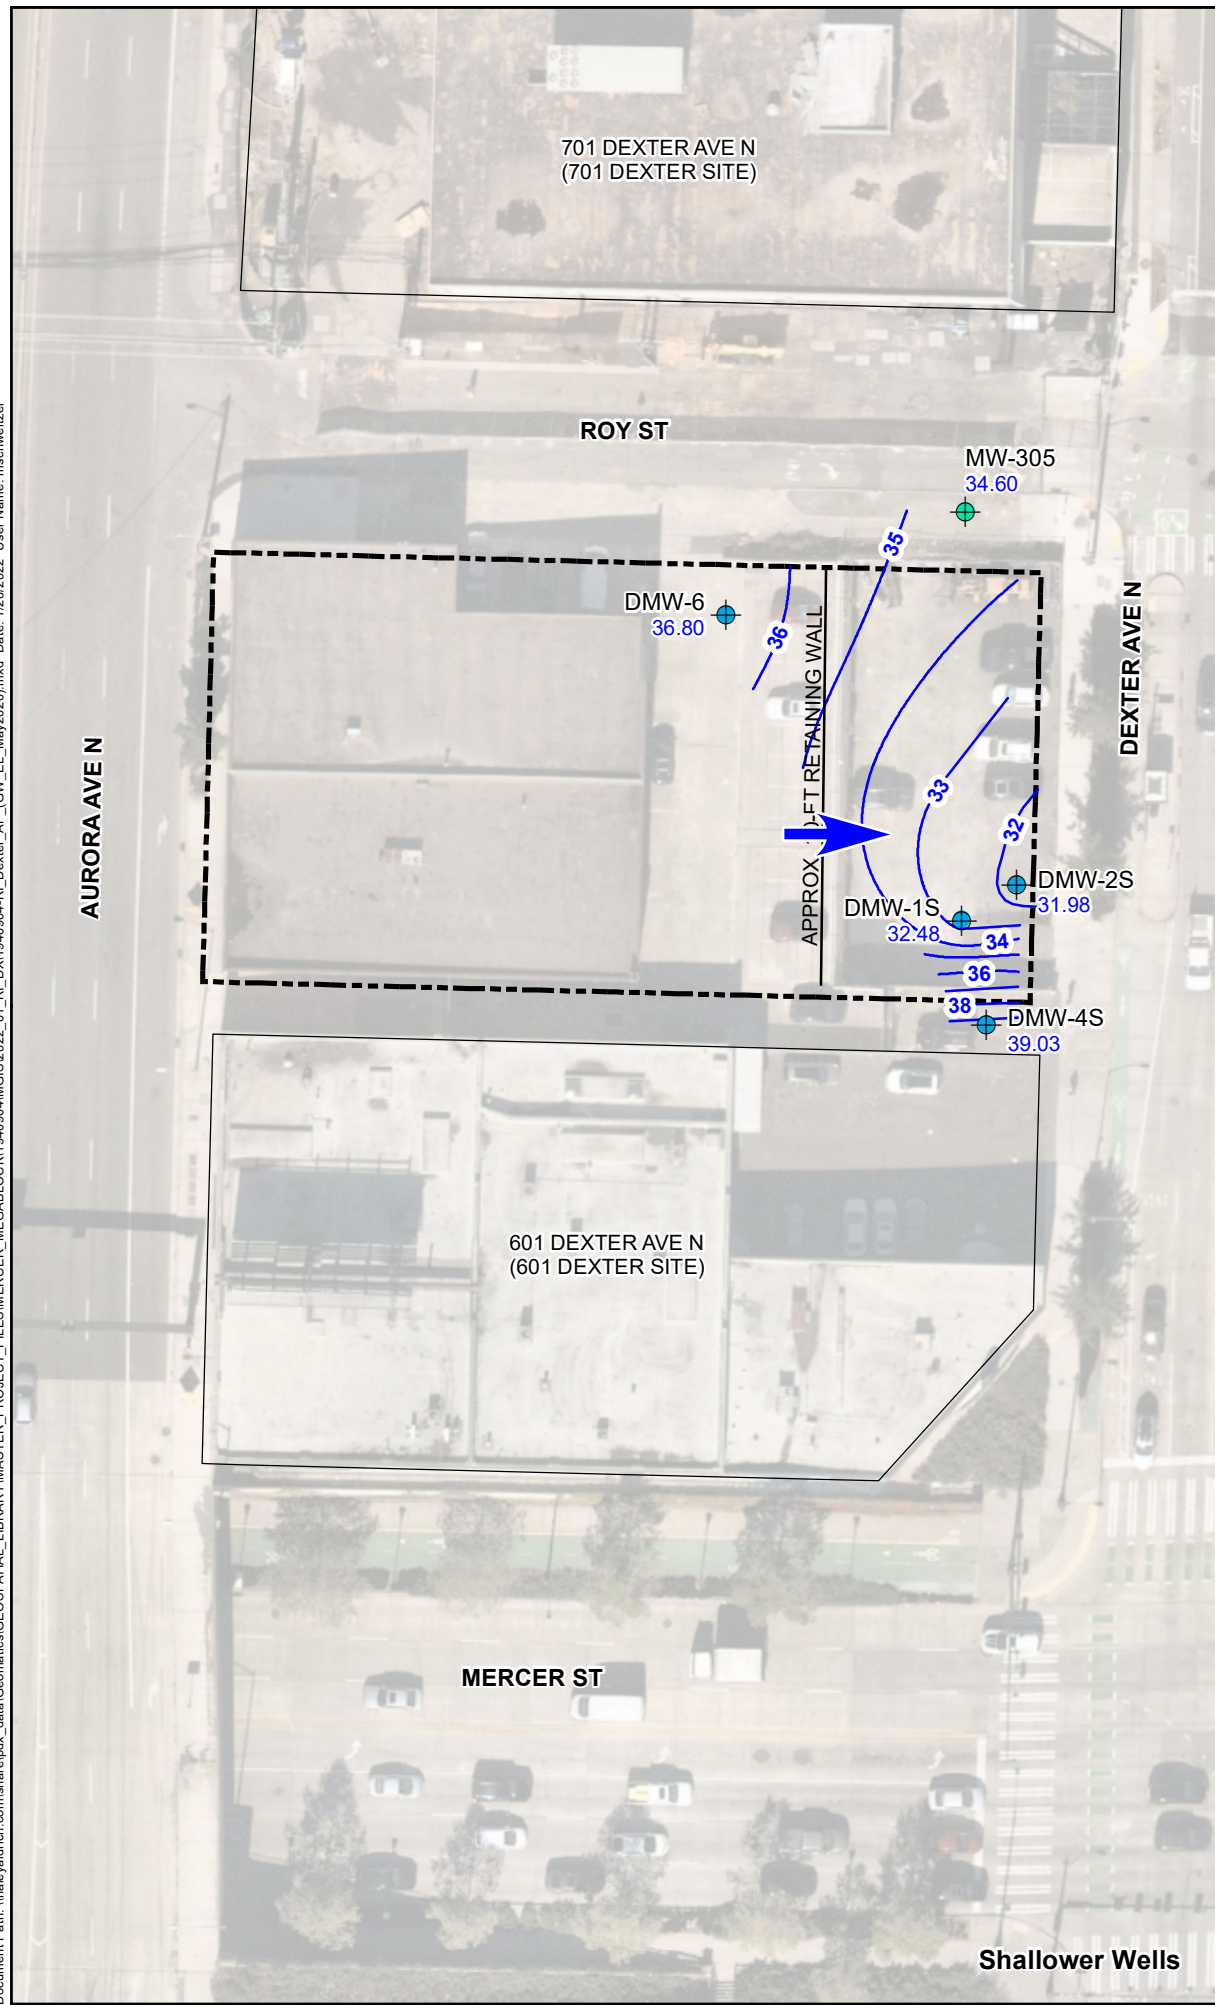 701 DEXTER AVE N
(701 DEXTER SITE)
ROY ST
MW-305
34.60
35
DMW-6
36.80
36
APPROX.
-FT RETAINING WALL
DEXTER AVE N
AURORA AVE N
33
32
DMW-2S
31.98
DMW-1S
32.48
34
36
38
DMW-4S
39.03
601 DEXTER AVE N
(601 DEXTER SITE)
MERCER ST
Shallower Wells